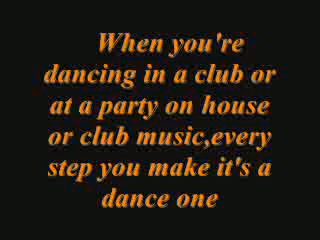 When you're
dancing in a club or
at a party on house
or club music,every
step you make it's a
dance one